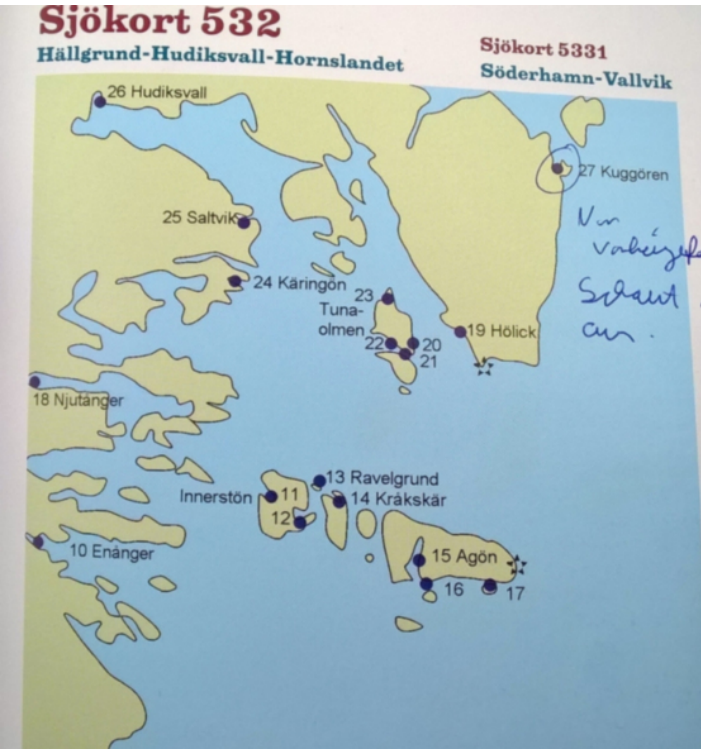 Sjökort 532
Hällgrund-Hudiksvall-Hornslandet
Sjökort 5331
Söderhamn-Vallvik
26 Hudiksvall
27 Kuggören
25 Saltvik
24 Käringön
23
Tuna-
olmen
22
20
21
19 Hölick
18 Njutånger
13 Ravelgrund
Innerstön
11
14 Kråkskär
12
10 Enånger
15 Agön
16
17
Schaut
an.